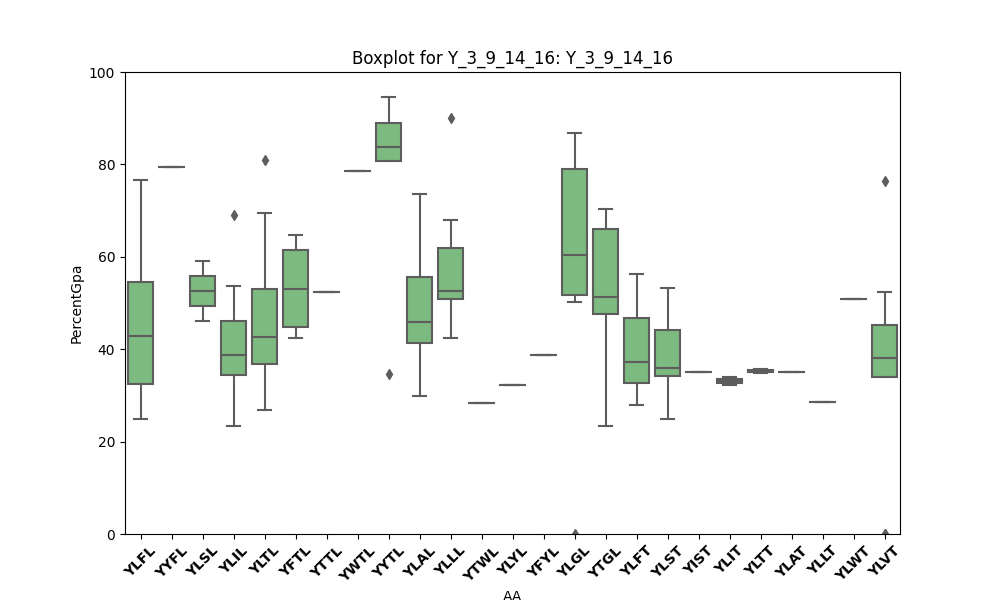 Boxplot for Y_3_9_14_16: Y_3_9_14_16
100
80
60
40
20
0
PercentGpa
YLFL YYFL YLSL YLIL YLTL YFTL YTTL YWTL YYTL YLAL YLLL YTWL YLYL YFYL YLGL YTGL YLFT YLST YIST YLIT YLTT YLAT YLLT YLWT YLVT
AA